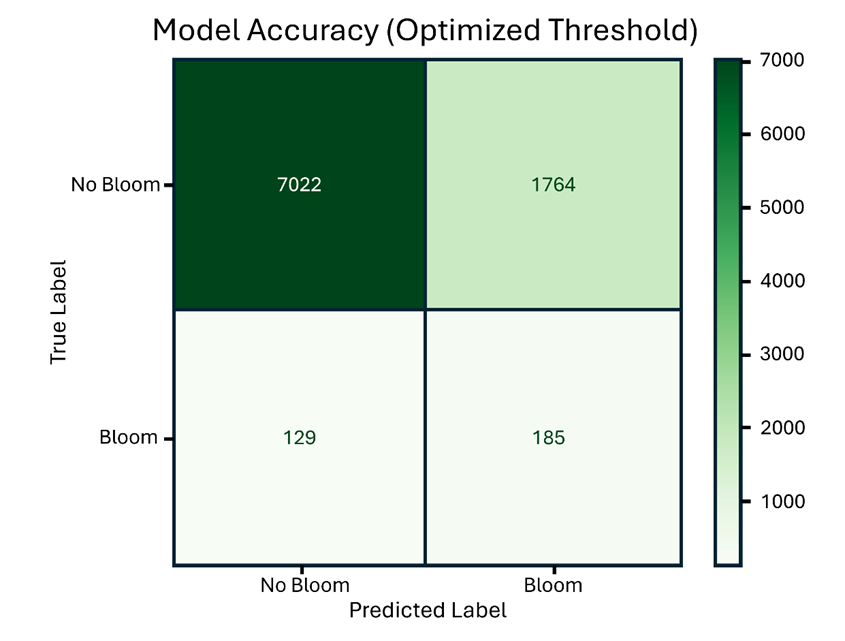 Model Accuracy (Optimized Threshold)
7000
6000
5000
4000
3000
2000
1000
True Label
No Bloom
7022
1764
Bloom
129
185
No Bloom
Bloom
Predicted Label